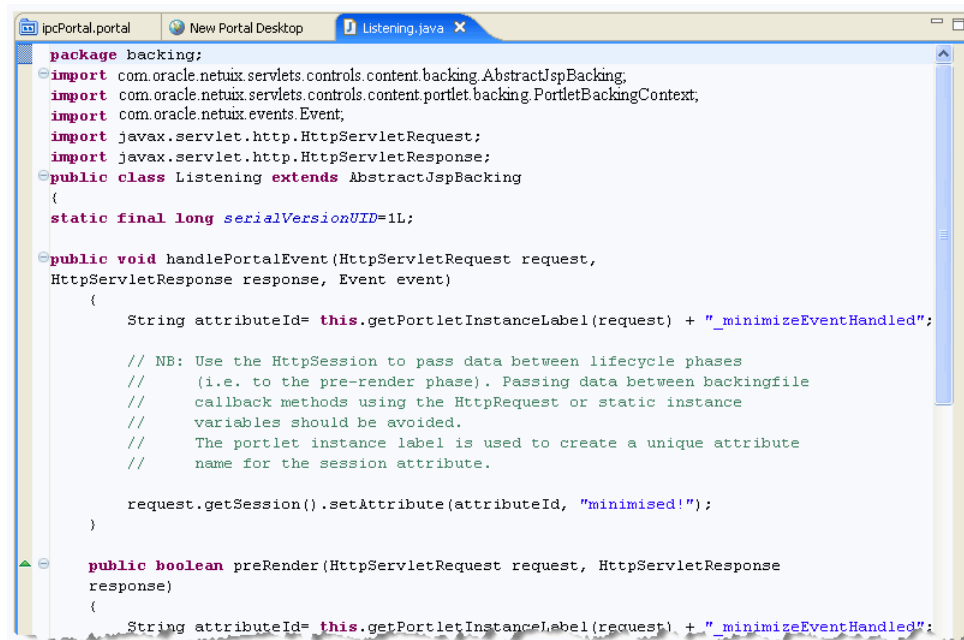 ipcPortal.portal New Portal Desktop Listening.java
package backing;
import com.oracle.netuix.servlets.controls.content.backing.AbstractJspBacking;
import com.oracle.netuix.servlets.controls.content.portlet.backing.PortletBackingContext;
import com.oracle.netuix.events.Event;
import javax.servlet.http.HttpServletRequest;
import javax.servlet.http.HttpServletResponse;
public class Listening extends AbstractJspBacking
{
static final long serialVersionUID=1L;
public void handlePortalEvent(HttpServletRequest request,
HttpServletResponse response, Event event)
{
String attributeId= this.getPortletInstanceLabel(request) + "_minimizeEventHandled";
// NB: Use the HttpSession to pass data between lifecycle phases
// (i.e. to the pre-render phase). Passing data between backingfile
// callback methods using the HttpRequest or static instance
// variables should be avoided.
// The portlet instance label is used to create a unique attribute
// name for the session attribute.
request.getSession().setAttribute(attributeId, "minimised!");
}
public boolean preRender(HttpServletRequest request, HttpServletResponse
response)
{
String attributeId= this.getPortletInstanceLabel(request) + "_minimizeEventHandled";